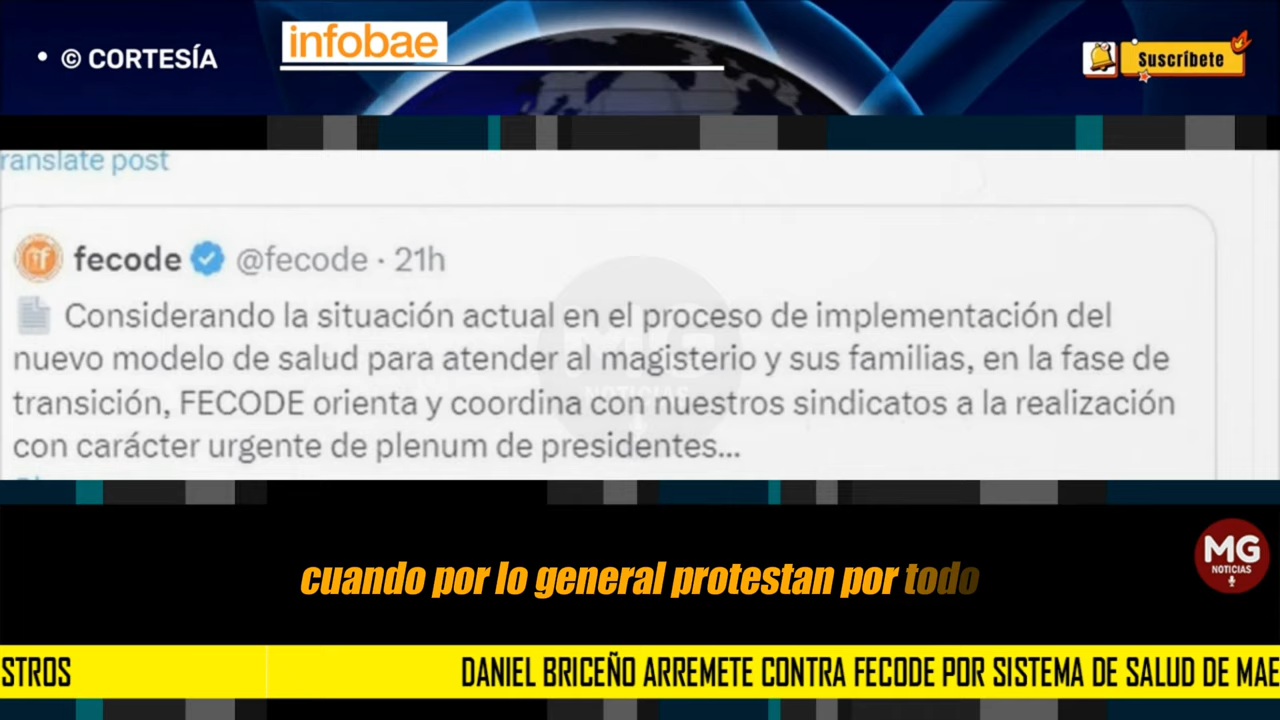 © CORTESÍA
infobae
Suscríbete
ranslate post
fecode @fecode · 21h
Considerando la situación actual en el proceso de implementación del
nuevo modelo de salud para atender al magisterio y sus familias, en la fase de
transición, FECODE orienta y coordina con nuestros sindicatos a la realización
con carácter urgente de plenum de presidentes...
MG
NOTICIAS
cuando por lo general protestan por todo
MG
NOTICIAS
STROS
DANIEL BRICEÑO ARREMETE CONTRA FECODE POR SISTEMA DE SALUD DE MAE